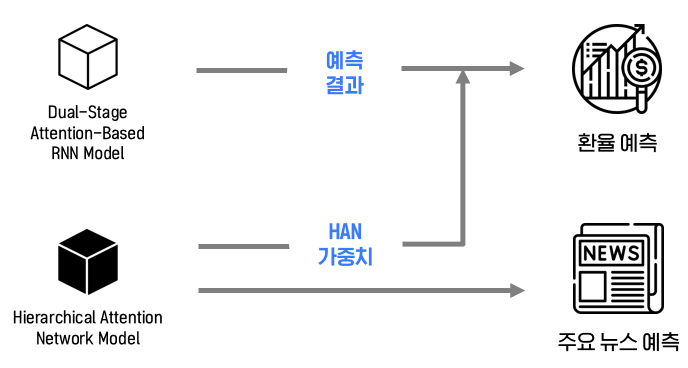 예측
결과
$
Dual-Stage
Attention-Based
RNN Model
환율 예측
HAN
가중치
NEWS
Hierarchical Attention
Network Model
주요 뉴스 예측